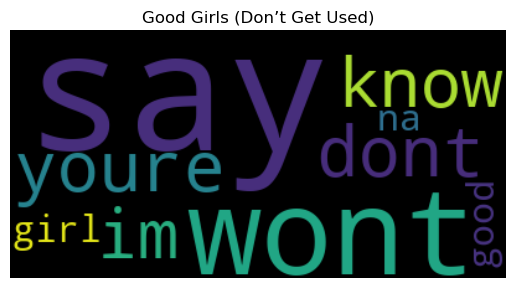 Good Girls (Don’t Get Used)
say
know
na
dont
youre
good
girl
im
wont